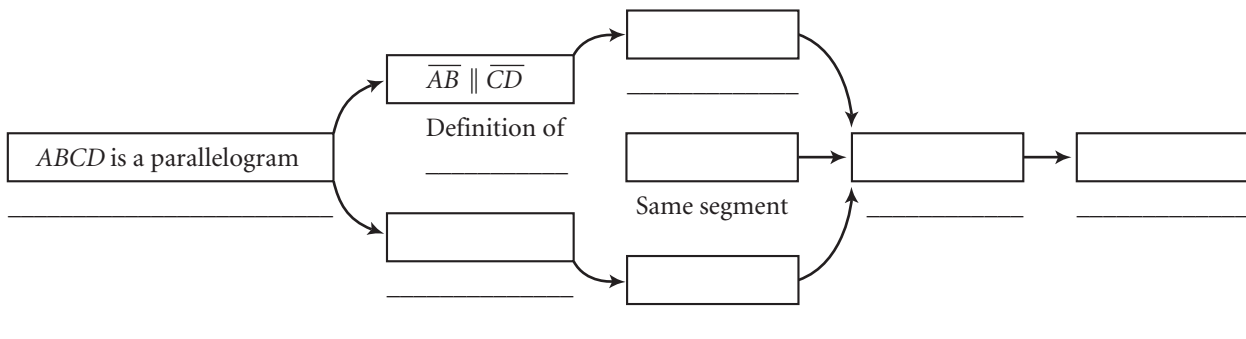 AB ∥ CD
Definition of
ABCD is a parallelogram
Same segment